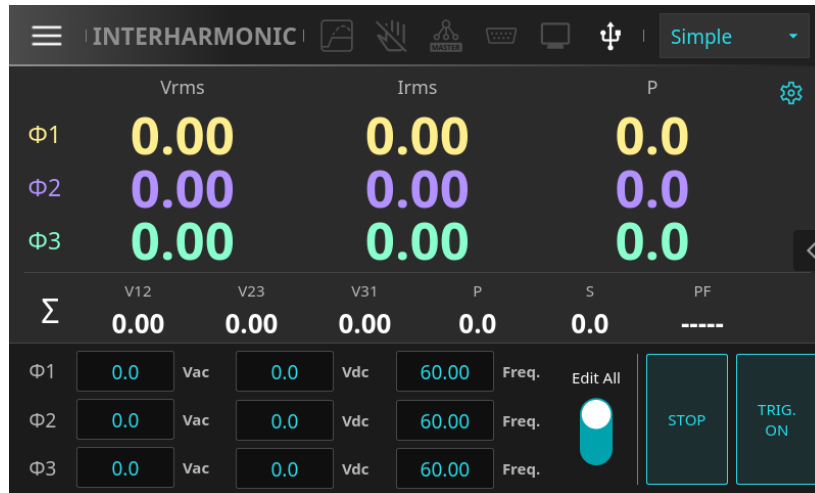 INTERHARMONIC MASTER Simple
Vrms Irms P
Φ1 0.00 0.00 0.0
Φ2 0.00 0.00 0.0
Φ3 0.00 0.00 0.0
V12 V23 V31 P S PF
Σ 0.00 0.00 0.00 0.0 0.0 -----
Φ1 0.0 Vac 0.0 Vdc 60.00 Freq. Edit All
Φ2 0.0 Vac 0.0 Vdc 60.00 Freq. STOP TRIG. ON
Φ3 0.0 Vac 0.0 Vdc 60.00 Freq.